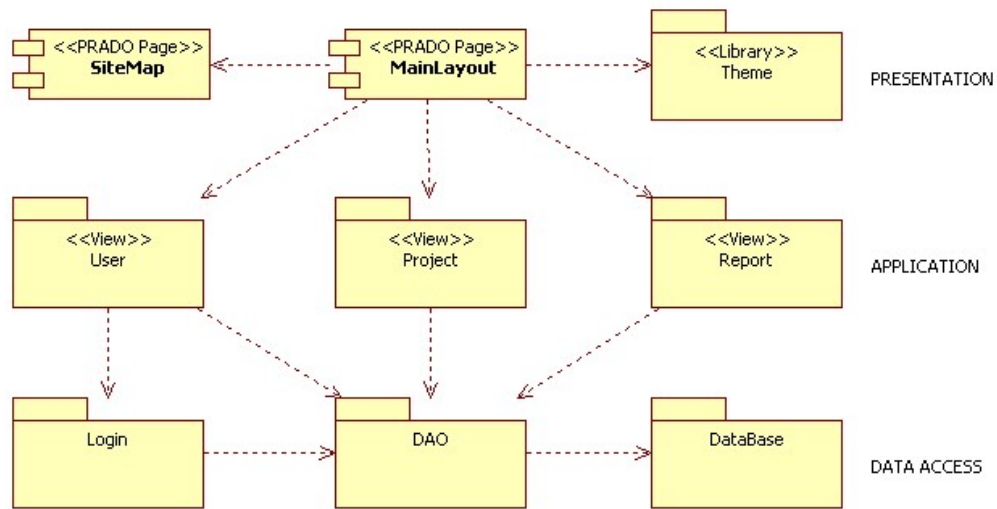 <<PRADO Page>>
SiteMap
<<PRADO Page>>
MainLayout
<<Library>>
Theme
PRESENTATION
<<View>>
User
<<View>>
Project
<<View>>
Report
APPLICATION
Login
DAO
DataBase
DATA ACCESS